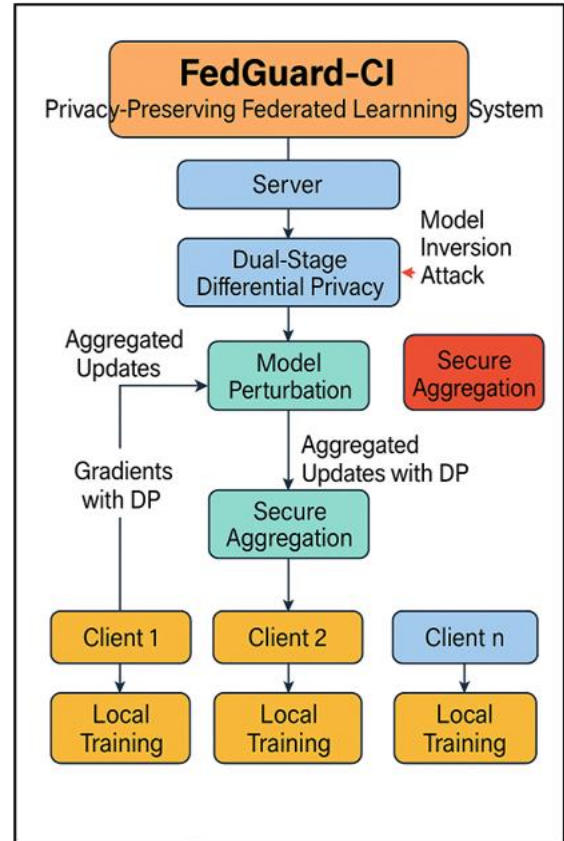 FedGuard-CI
Privacy-Preserving Federated Learnning System
Server
Dual-Stage
Differential Privacy
Model
Inversion
Attack
Aggregated
Updates
Model
Perturbation
Secure
Aggregation
Gradients
with DP
Aggregated
Updates with DP
Secure
Aggregation
Client 1
Client 2
Client n
Local
Training
Local
Training
Local
Training